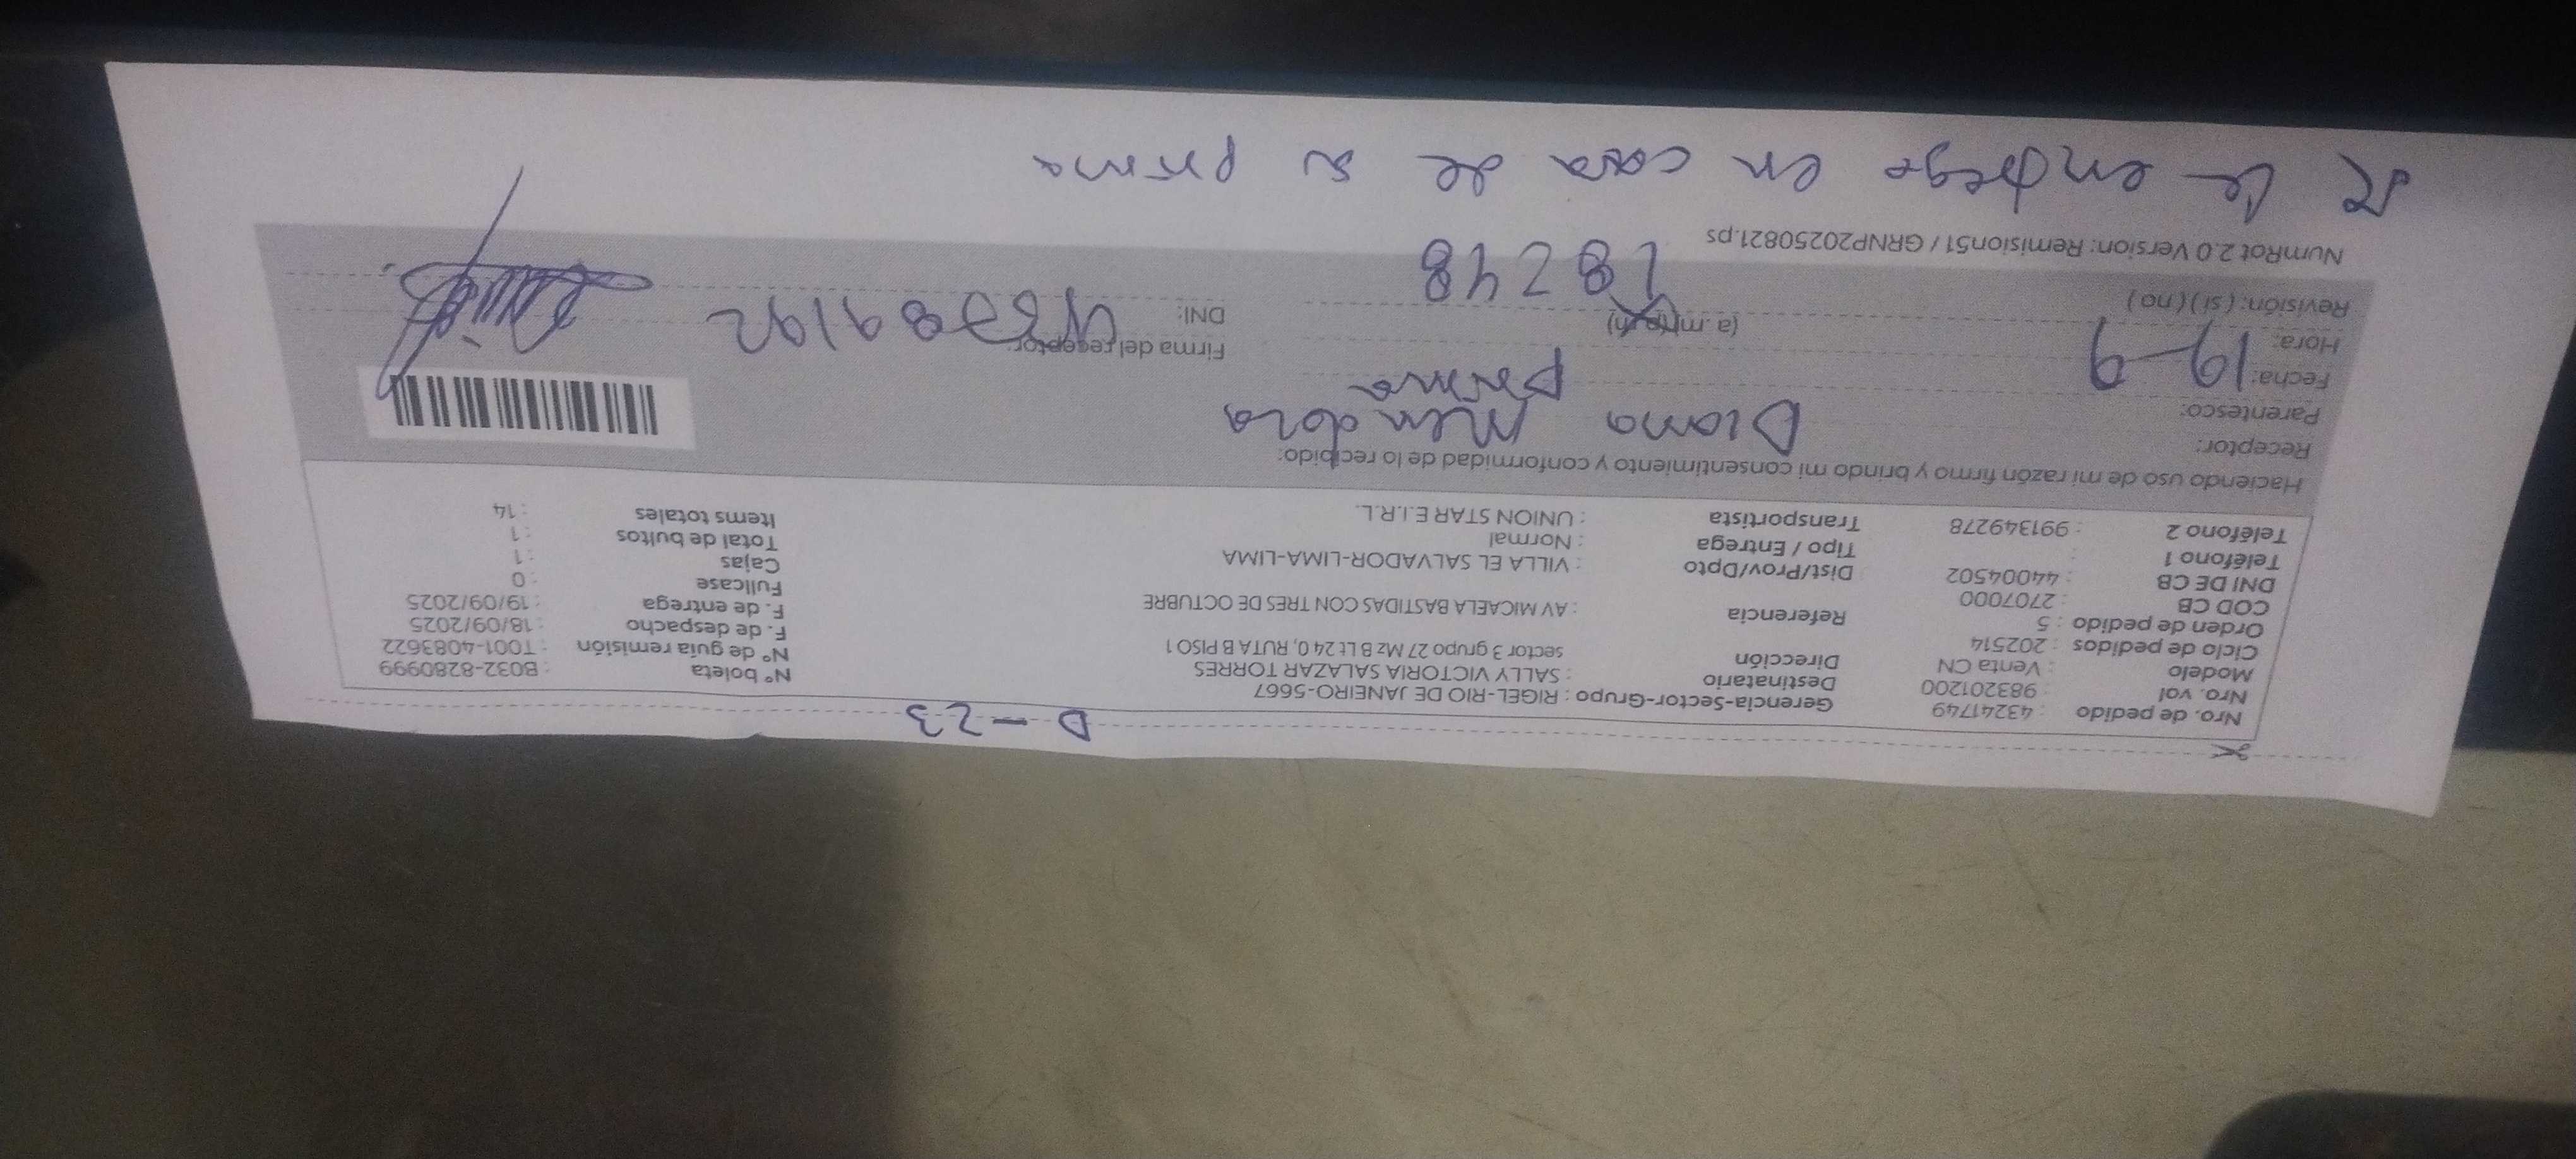 D-23
Nro. de pedido : 43241749
Nro. vol : 983201200
Modelo : Venta CN
Ciclo de pedidos : 202514
Orden de pedido : 5
COD CB : 2707000
DNI DE CB : 44004502
Teléfono 1 :
Teléfono 2 : 991349278
Gerencia-Sector-Grupo : RIGEL-RIO DE JANEIRO-5667
Destinatario : SALLY VICTORIA SALAZAR TORRES
Dirección sector 3 grupo 27 Mz B Lt 24 0, RUTA B PISO 1
Referencia : AV MICAELA BASTIDAS CON TRES DE OCTUBRE
Dist/Prov/Dpto : VILLA EL SALVADOR-LIMA-LIMA
Tipo / Entrega : Normal
Transportista : UNION STAR E.I.R.L.
N° boleta : B032-8280999
N° de guía remisión : T001-4083622
F. de despacho : 18/09/2025
F. de entrega : 19/09/2025
Fullcase : 0
Cajas : 1
Total de bultos : 1
Items totales : 14
Haciendo uso de mi razón firmo y brindo mi consentimiento y conformidad de lo recibido:
Receptor: Diana Mendoza
Parentesco: prima
Fecha: 19-9
Hora: (a. m) (p. m) 18248
Revisión: ( si ) ( no )
Firma del receptor:
DNI:
NumRot 2.0 Version: Remision51 / GRNP20250821.ps
Se le entrego en casa de su prima